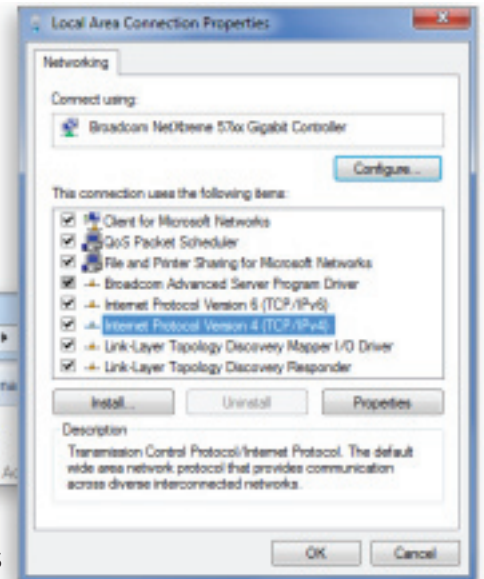 Local Area Connection Properties
Networking
Connect using:
Broadcom NetXtreme 57xx Gigabit Controller
Configure...
This connection uses the following items:
Client for Microsoft Networks
QoS Packet Scheduler
File and Printer Sharing for Microsoft Networks
Broadcom Advanced Server Program Driver
Internet Protocol Version 6 (TCP/IPv6)
Internet Protocol Version 4 (TCP/IPv4)
Link-Layer Topology Discovery Mapper I/O Driver
Link-Layer Topology Discovery Responder
Install...
Uninstall
Properties
Description
Transmission Control Protocol/Internet Protocol. The default
wide area network protocol that provides communication
across diverse interconnected networks.
OK
Cancel